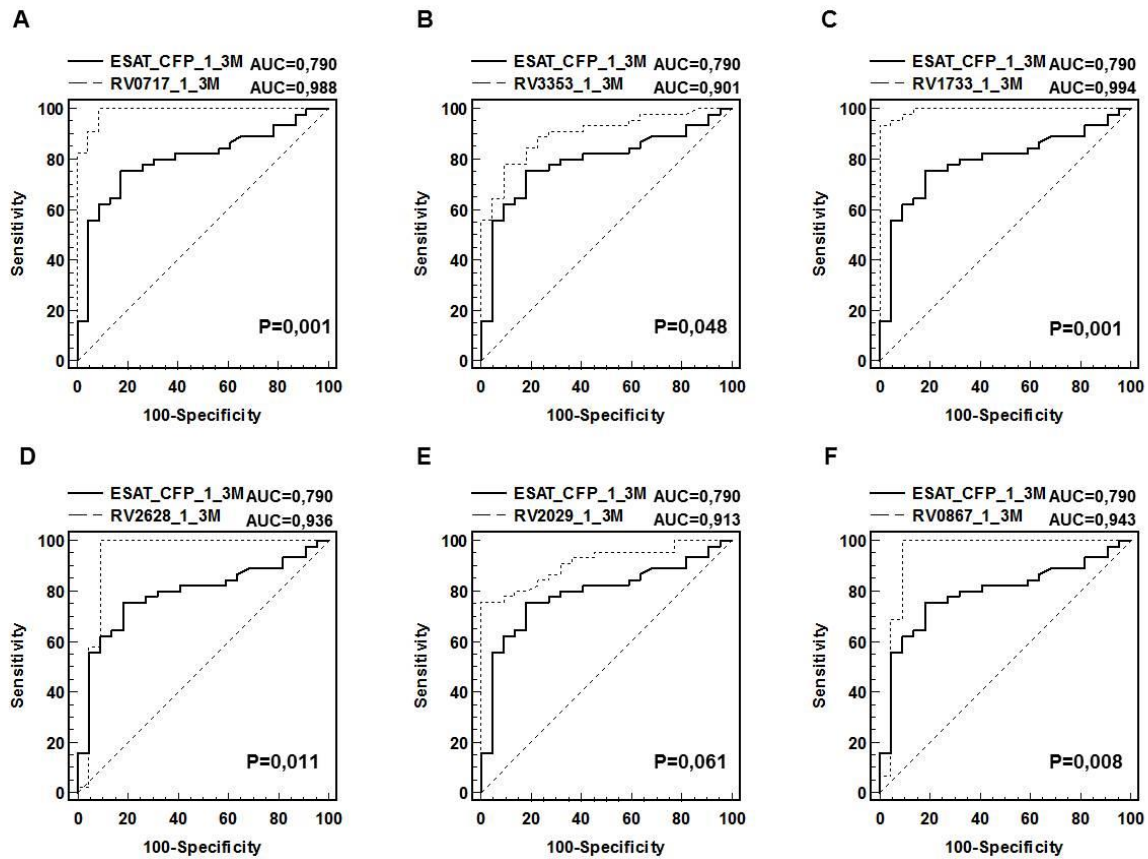 A
ESAT_CFP_1_3M AUC=0,790
RV0717_1_3M AUC=0,988
100
80
60
40
20
0
Sensitivity
P=0,001
0 20 40 60 80 100
100-Specificity
B
ESAT_CFP_1_3M AUC=0,790
RV3353_1_3M AUC=0,901
100
80
60
40
20
0
Sensitivity
P=0,048
0 20 40 60 80 100
100-Specificity
C
ESAT_CFP_1_3M AUC=0,790
RV1733_1_3M AUC=0,994
100
80
60
40
20
0
Sensitivity
P=0,001
0 20 40 60 80 100
100-Specificity
D
ESAT_CFP_1_3M AUC=0,790
RV2628_1_3M AUC=0,936
100
80
60
40
20
0
Sensitivity
P=0,011
0 20 40 60 80 100
100-Specificity
E
ESAT_CFP_1_3M AUC=0,790
RV2029_1_3M AUC=0,913
100
80
60
40
20
0
Sensitivity
P=0,061
0 20 40 60 80 100
100-Specificity
F
ESAT_CFP_1_3M AUC=0,790
RV0867_1_3M AUC=0,943
100
80
60
40
20
0
Sensitivity
P=0,008
0 20 40 60 80 100
100-Specificity